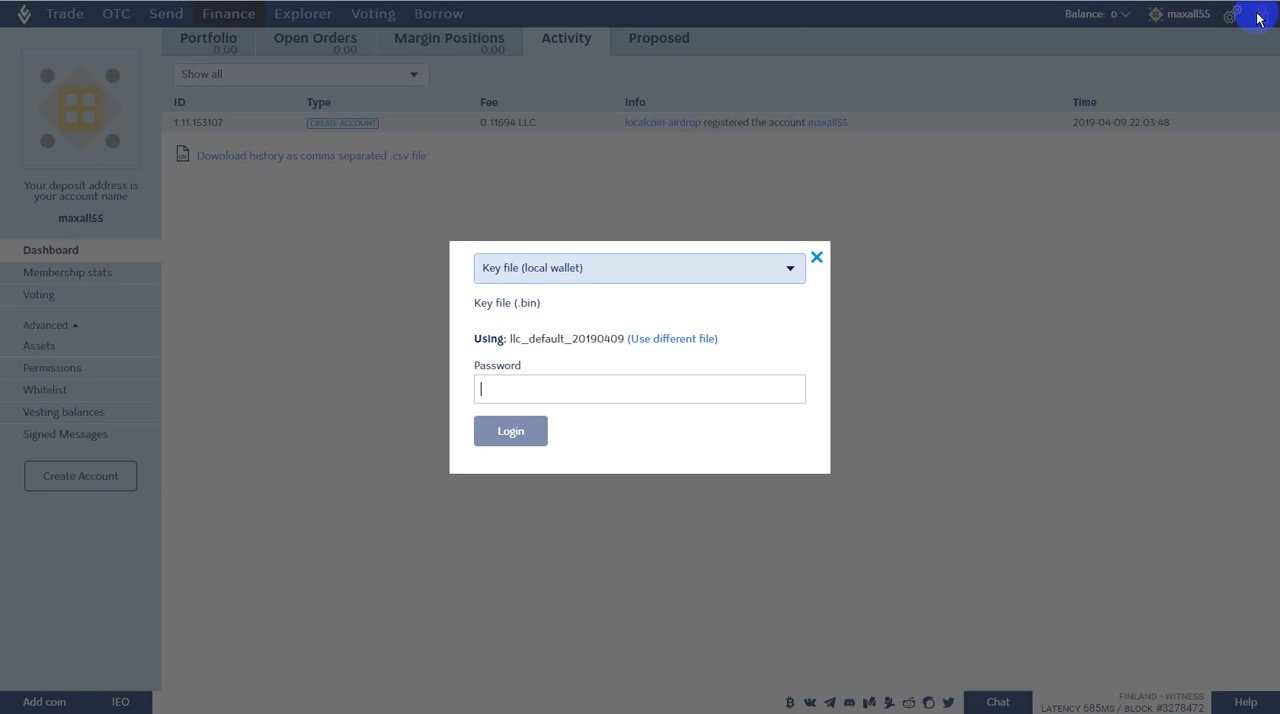 Trade OTC Send Finance Explorer Voting Borrow Balance: 0 maxall55
Portfolio Open Orders Margin Positions Activity Proposed
0.00 0.00 0.00
Show all
ID Type Fee Info Time
1.11.153107 CREATE ACCOUNT 0.11694 LLC localcoin-airdrop registered the account maxall55 2019-04-09 22:03:48
Download history as comma separated .csv file
Your deposit address is
your account name
maxall55
Dashboard
Membership stats
Voting
Advanced
Assets
Permissions
Whitelist
Vesting balances
Signed Messages
Create Account
Key file (local wallet)
Key file (.bin)
Using: llc_default_20190409 (Use different file)
Password
Login
Add coin IEO Chat FINLAND - WITNESS Help
LATENCY 685MS / BLOCK #3278472